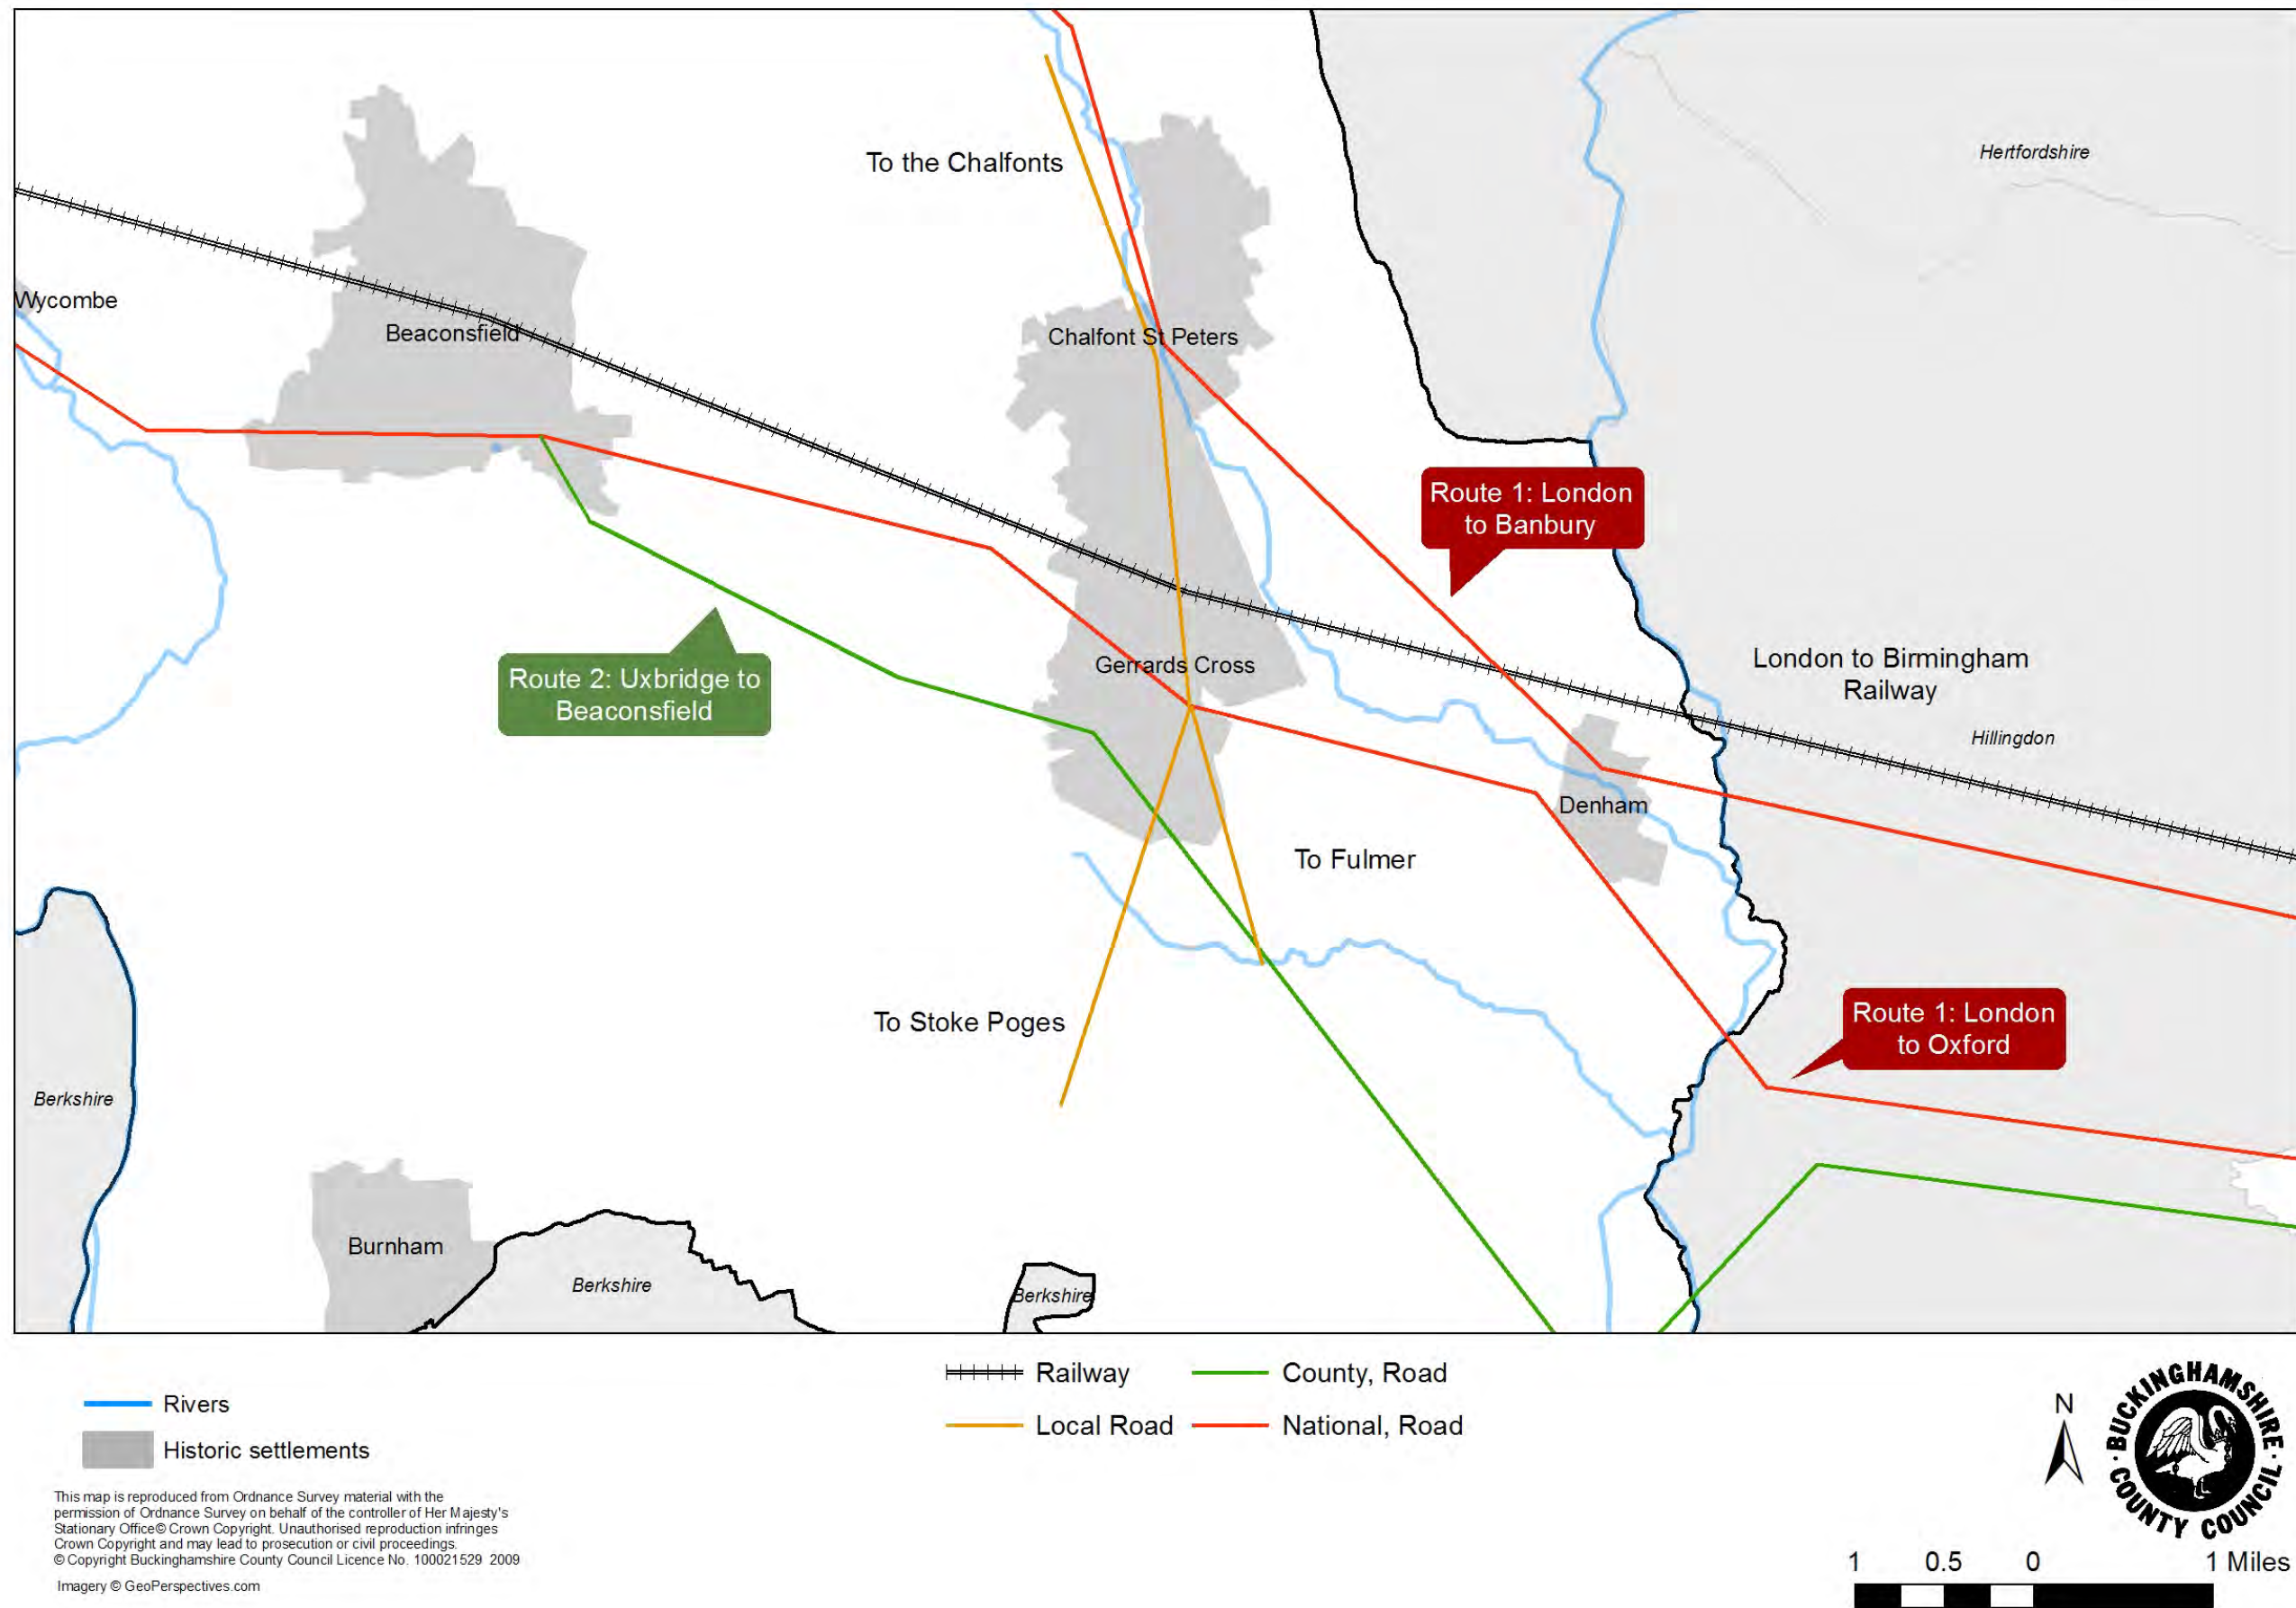 Hertfordshire
To the Chalfonts
Wycombe
Beaconsfield
Chalfont St Peters
Route 1: London
to Banbury
London to Birmingham
Railway
Gerrards Cross
Route 2: Uxbridge to
Beaconsfield
Hillingdon
Denham
To Fulmer
To Stoke Poges
Route 1: London
to Oxford
Berkshire
Burnham
Berkshire
Berkshire
Rivers
Historic settlements
Railway
County, Road
Local Road
National, Road
This map is reproduced from Ordnance Survey material with the
permission of Ordnance Survey on behalf of the controller of Her Majesty's
Stationary Office© Crown Copyright. Unauthorised reproduction infringes
Crown Copyright and may lead to prosecution or civil proceedings.
© Copyright Buckinghamshire County Council Licence No. 100021529 2009
Imagery © GeoPerspectives.com
N
BUCKINGHAMSHIRE
COUNTY COUNCIL
1 0.5 0 1 Miles